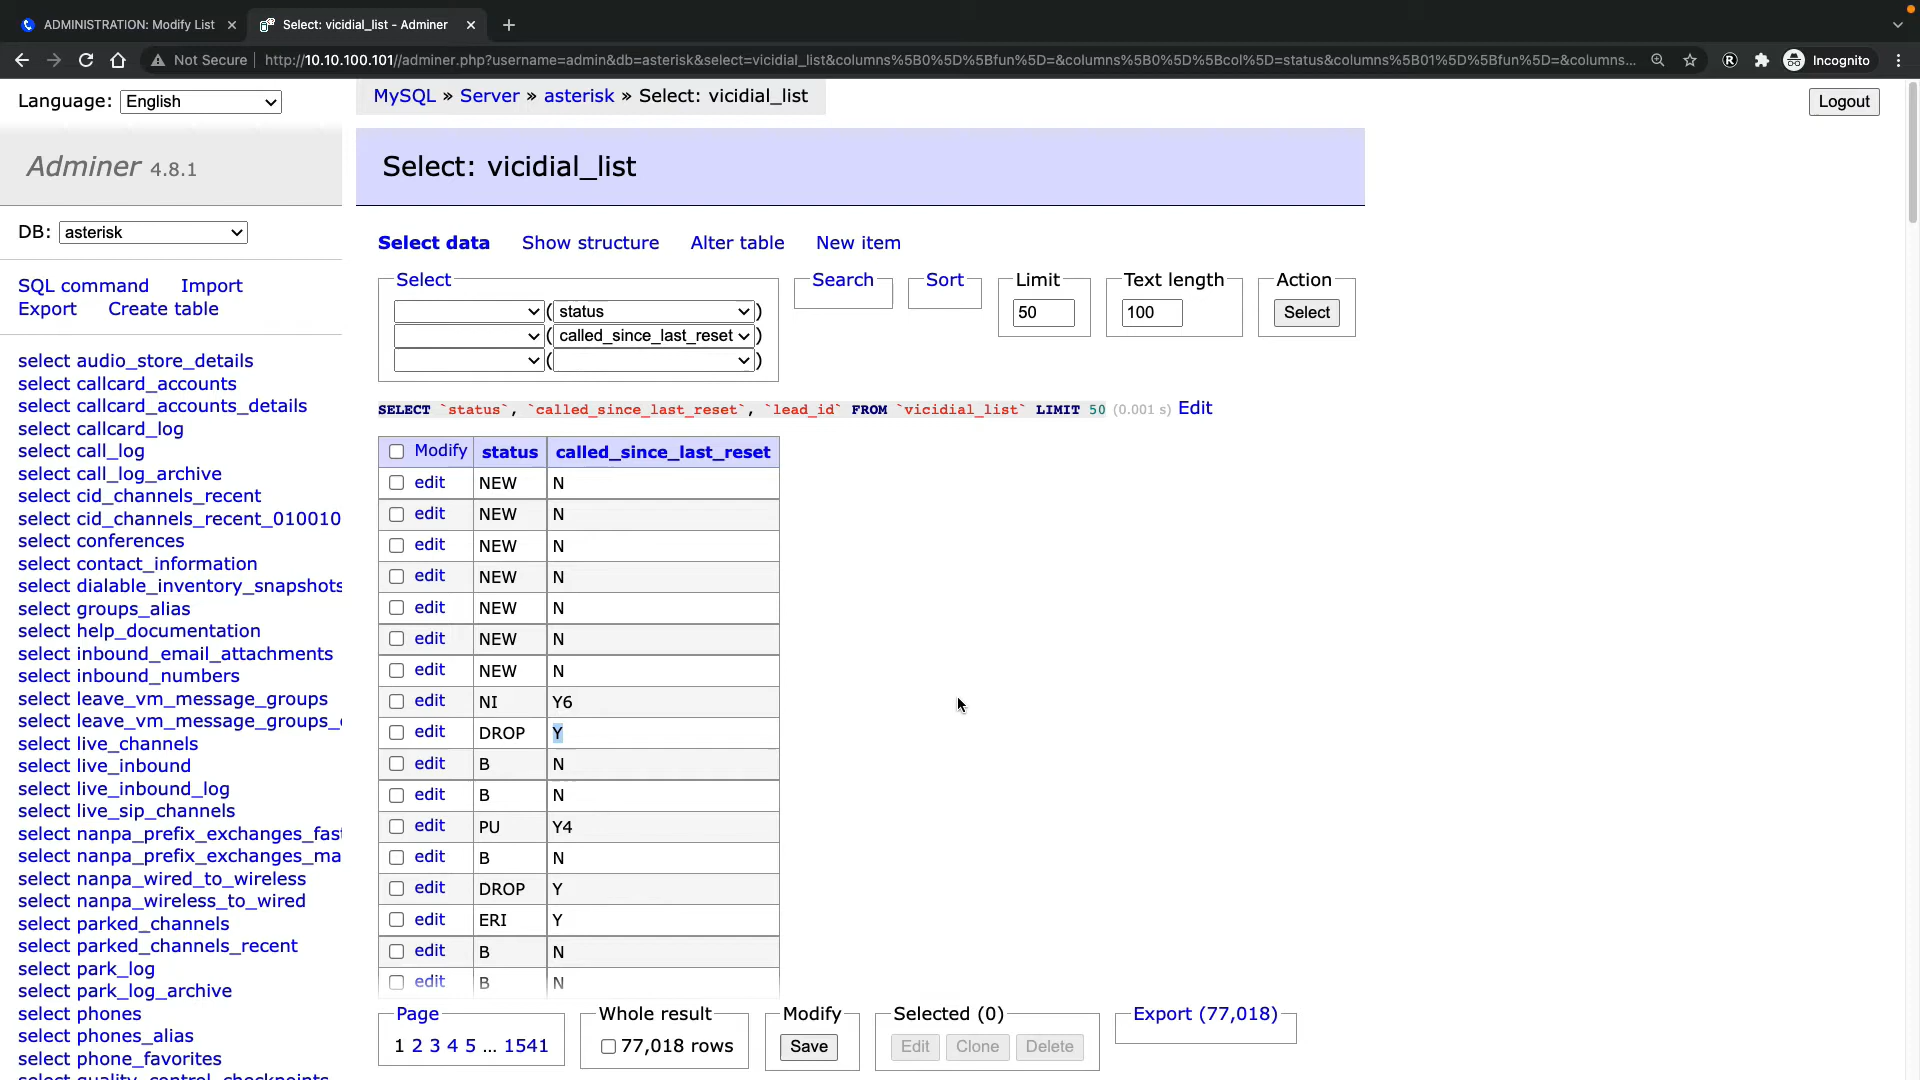 ADMINISTRATION: Modify List
Select: vicidial_list - Adminer
Not Secure
http://10.10.100.101//adminer.php?username=admin&db=asterisk&select=vicidial_list&columns%5B0%5D%5Bfun%5D=&columns%5B0%5D%5Bcol%5D=status&columns%5B01%5D%5Bfun%5D=&columns...
Incognito
Language: English
MySQL » Server » asterisk » Select: vicidial_list
Logout
Adminer 4.8.1
Select: vicidial_list
DB: asterisk
Select data Show structure Alter table New item
SQL command Import
Export Create table
Select Search Sort Limit Text length Action
( status )
50 100 Select
( called_since_last_reset )
( )
SELECT `status`, `called_since_last_reset`, `lead_id` FROM `vicidial_list` LIMIT 50 (0.001 s) Edit
select audio_store_details
select callcard_accounts
select callcard_accounts_details
select callcard_log
select call_log
select call_log_archive
select cid_channels_recent
select cid_channels_recent_010010
select conferences
select contact_information
select dialable_inventory_snapshots
select groups_alias
select help_documentation
select inbound_email_attachments
select inbound_numbers
select leave_vm_message_groups
select leave_vm_message_groups_
select live_channels
select live_inbound
select live_inbound_log
select live_sip_channels
select nanpa_prefix_exchanges_fast
select nanpa_prefix_exchanges_ma
select nanpa_wired_to_wireless
select nanpa_wireless_to_wired
select parked_channels
select parked_channels_recent
select park_log
select park_log_archive
select phones
select phones_alias
select phone_favorites
select quality_control_checkpoints
Modify status called_since_last_reset
edit NEW N
edit NEW N
edit NEW N
edit NEW N
edit NEW N
edit NEW N
edit NEW N
edit NI Y6
edit DROP Y
edit B N
edit B N
edit PU Y4
edit B N
edit DROP Y
edit ERI Y
edit B N
edit B N
Page Whole result Modify Selected (0) Export (77,018)
1 2 3 4 5 ... 1541 77,018 rows Save Edit Clone Delete